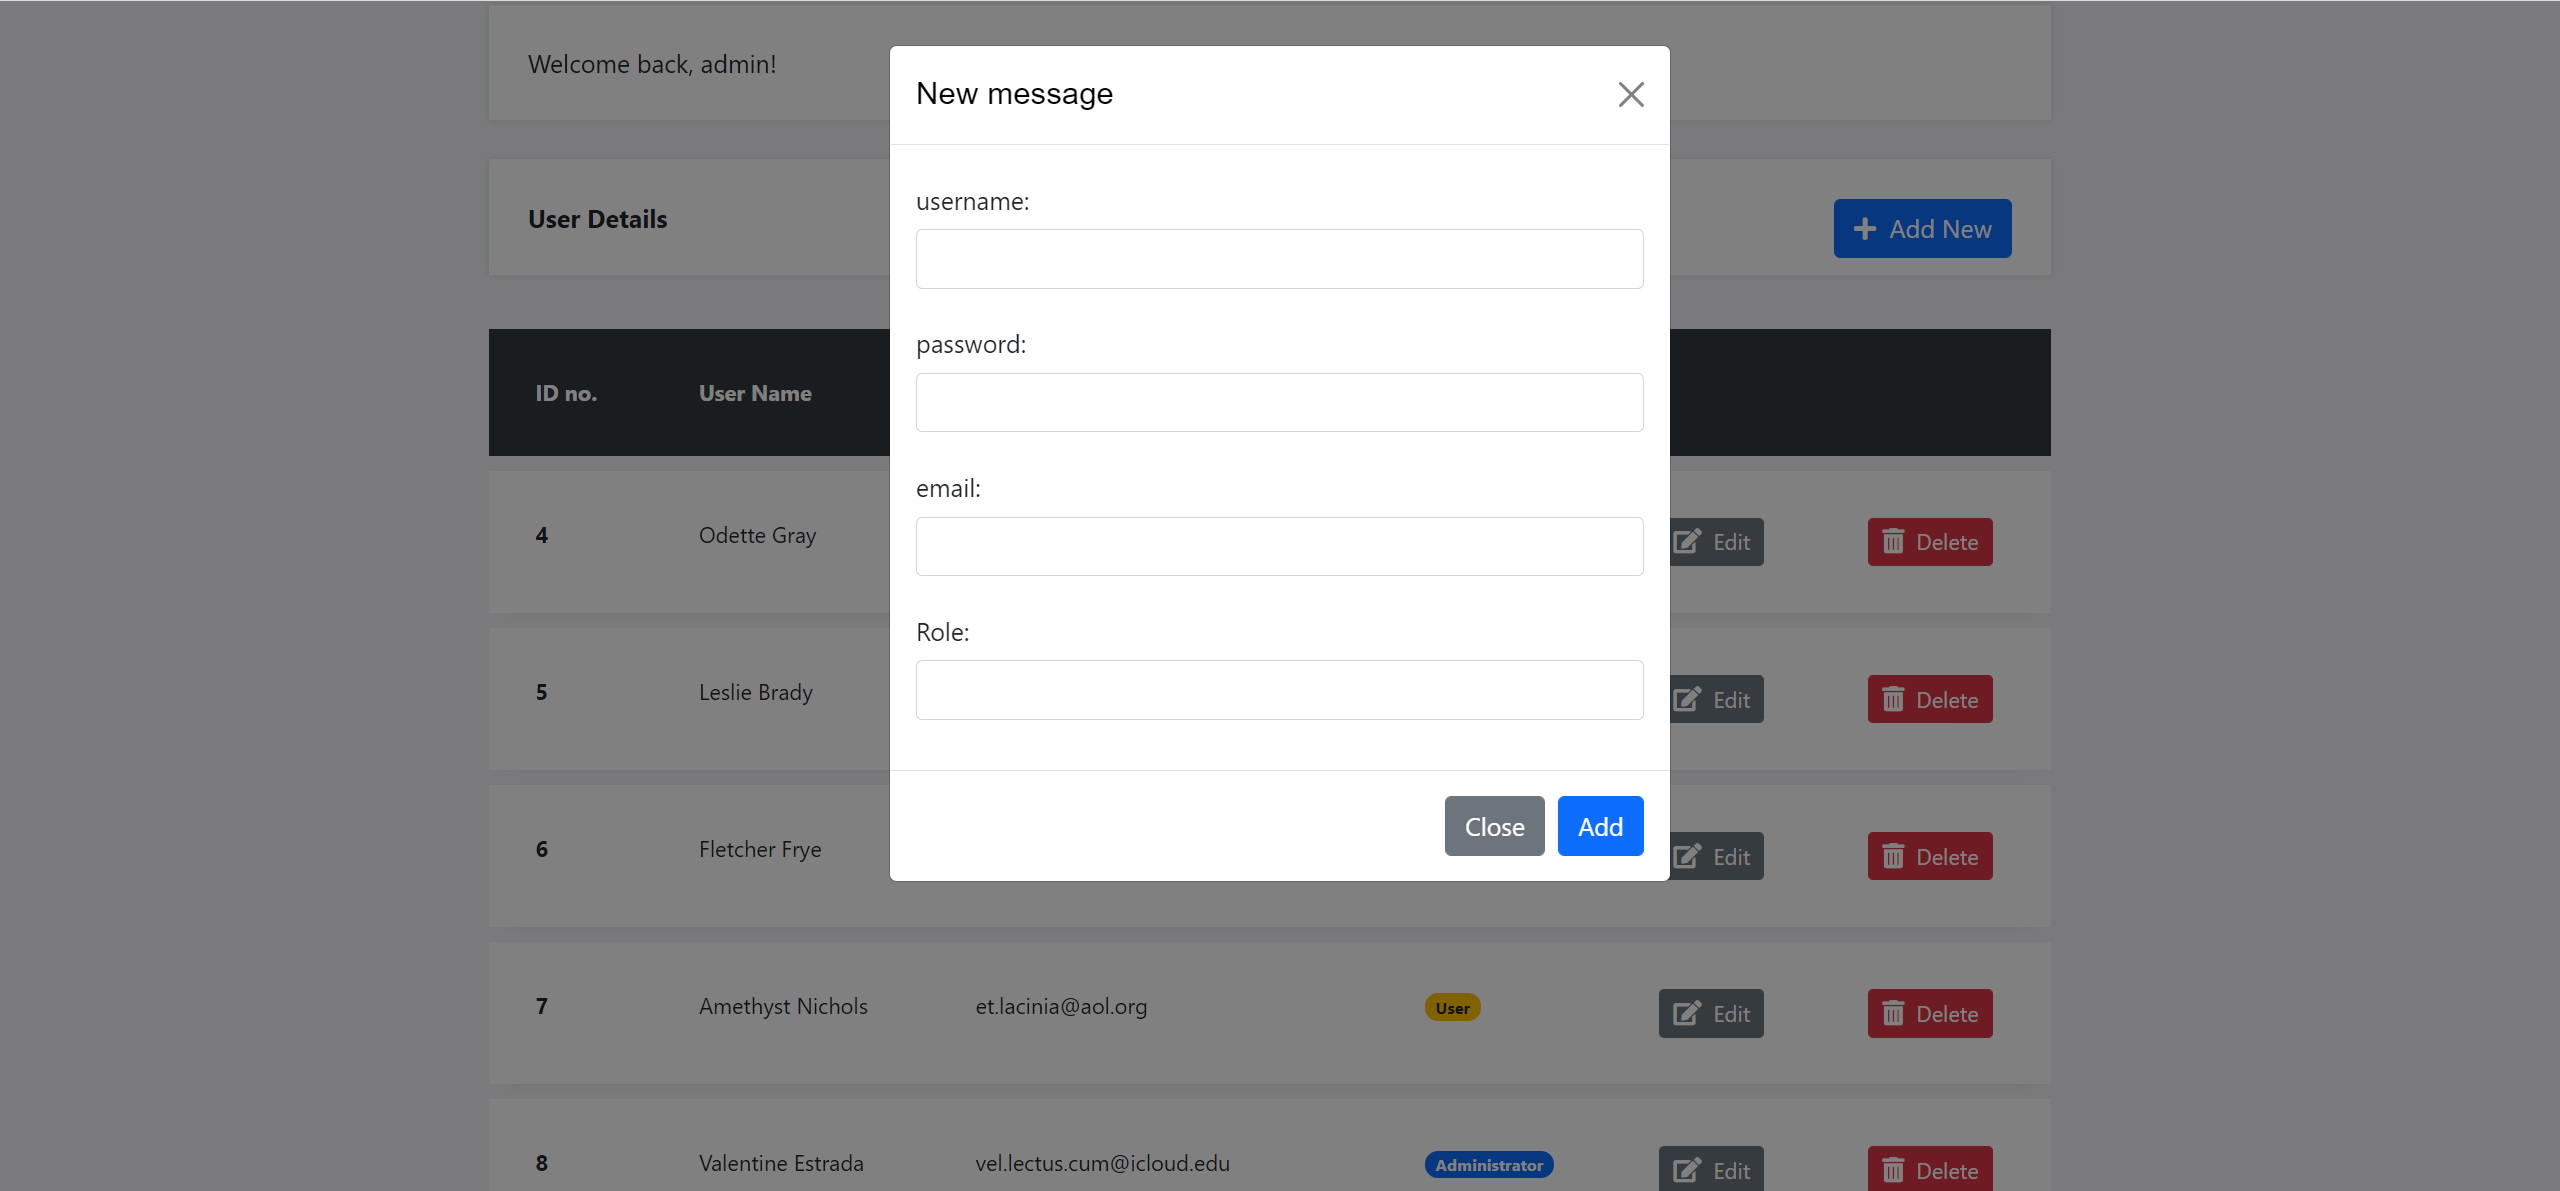 Welcome back, admin!
New message
username:
password:
email:
Role:
Close Add
User Details
Add New
ID no. User Name
4 Odette Gray Edit Delete
5 Leslie Brady Edit Delete
6 Fletcher Frye Edit Delete
7 Amethyst Nichols et.lacinia@aol.org User Edit Delete
8 Valentine Estrada vel.lectus.cum@icloud.edu Administrator Edit Delete